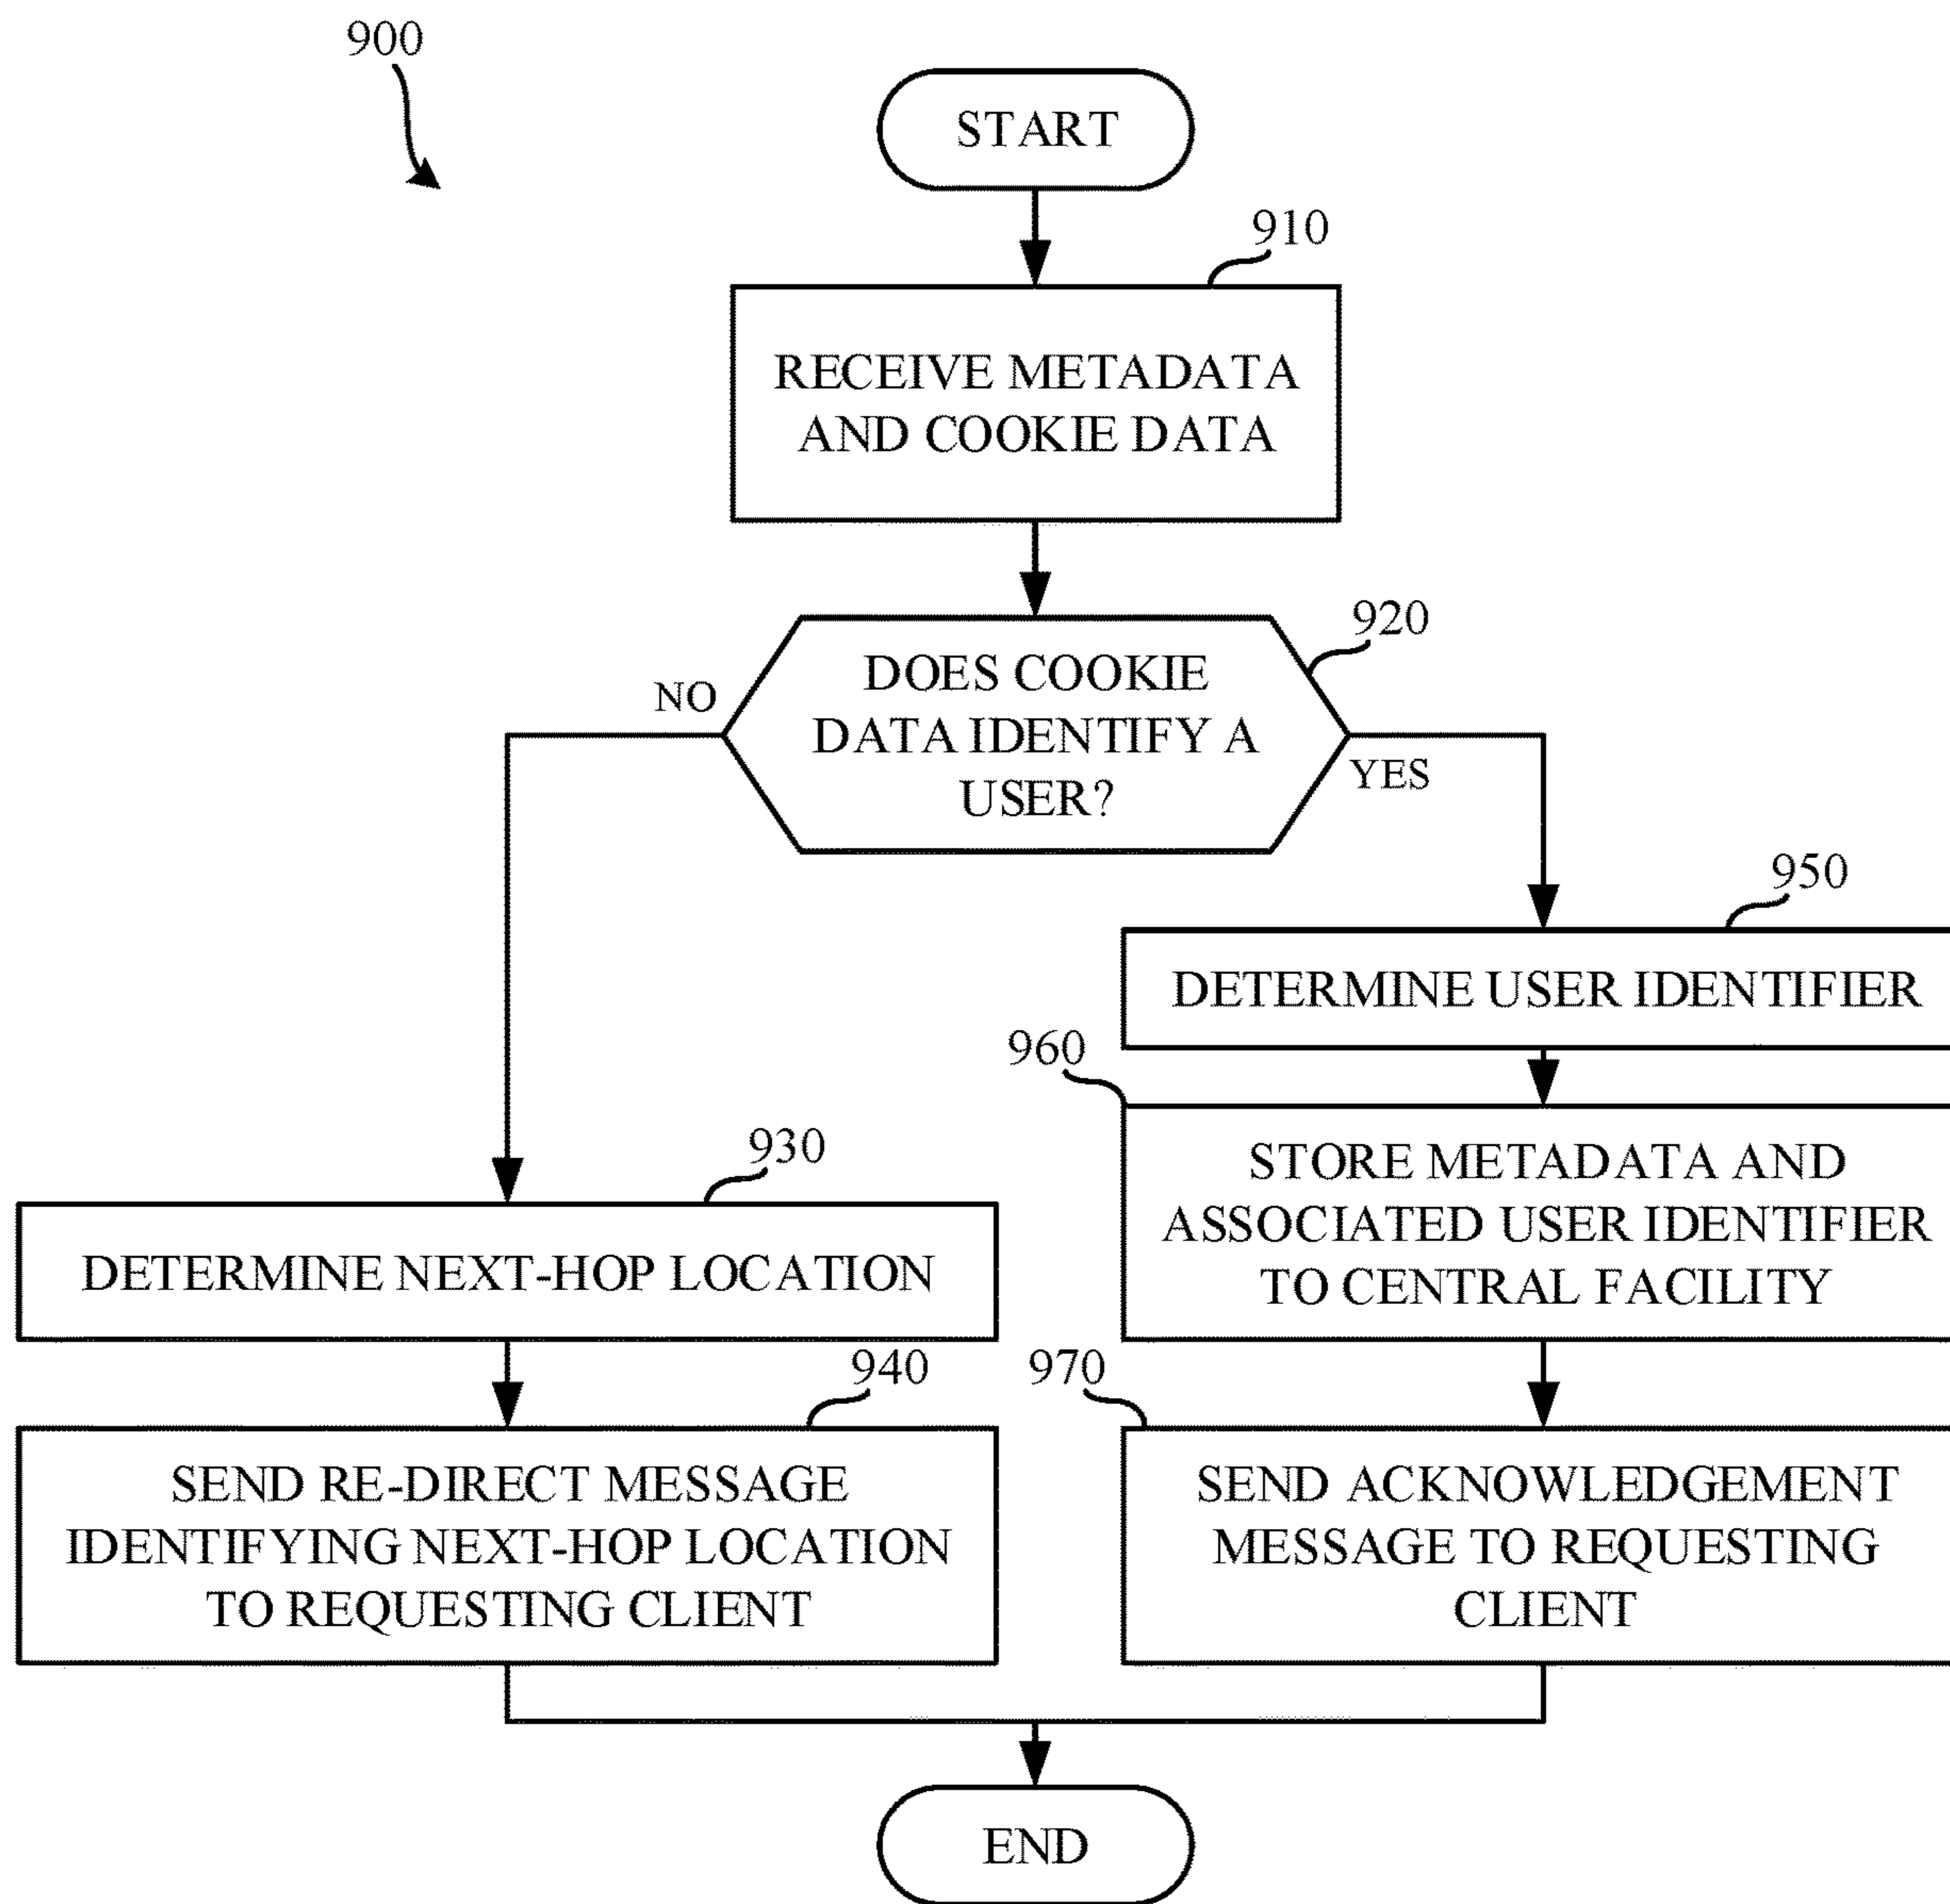 900
START
910
RECEIVE METADATA
AND COOKIE DATA
920
DOES COOKIE
DATA IDENTIFY A
USER?
NO
YES
950
DETERMINE USER IDENTIFIER
960
STORE METADATA AND
ASSOCIATED USER IDENTIFIER
TO CENTRAL FACILITY
930
DETERMINE NEXT-HOP LOCATION
940
SEND RE-DIRECT MESSAGE
IDENTIFYING NEXT-HOP LOCATION
TO REQUESTING CLIENT
970
SEND ACKNOWLEDGEMENT
MESSAGE TO REQUESTING
CLIENT
END